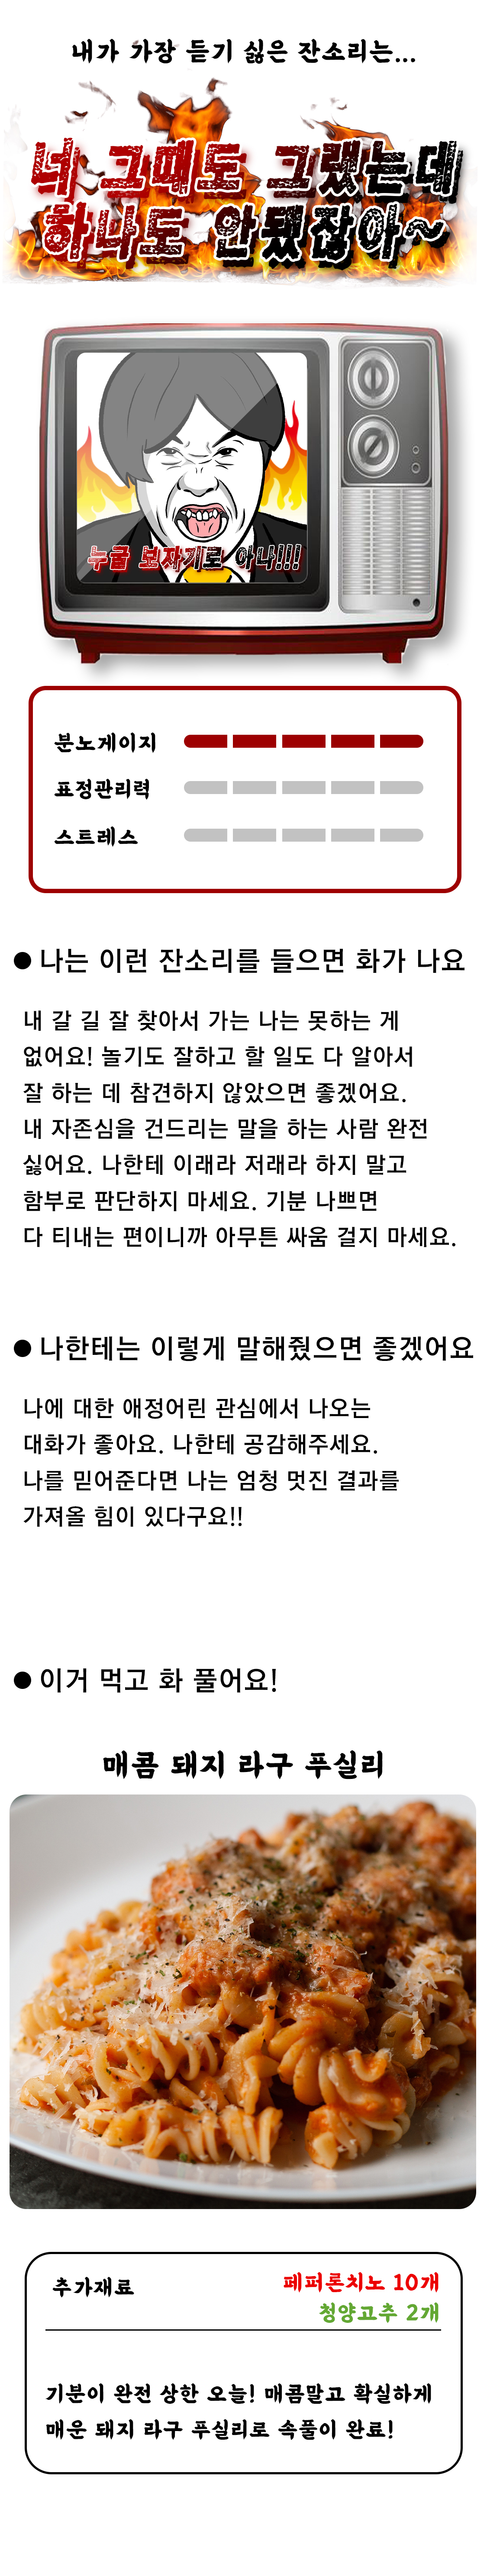 내가 가장 듣기 싫은 잔소리는...
너 그때도 그랬는데
하나도 안됐잖아~
누굴 보자기로 아나!!!
분노게이지
표정관리력
스트레스
● 나는 이런 잔소리를 들으면 화가 나요
내 갈 길 잘 찾아서 가는 나는 못하는 게
없어요! 놀기도 잘하고 할 일도 다 알아서
잘 하는 데 참견하지 않았으면 좋겠어요.
내 자존심을 건드리는 말을 하는 사람 완전
싫어요. 나한테 이래라 저래라 하지 말고
함부로 판단하지 마세요. 기분 나쁘면
다 티내는 편이니까 아무튼 싸움 걸지 마세요.
● 나한테는 이렇게 말해줬으면 좋겠어요
나에 대한 애정어린 관심에서 나오는
대화가 좋아요. 나한테 공감해주세요.
나를 믿어준다면 나는 엄청 멋진 결과를
가져올 힘이 있다구요!!
● 이거 먹고 화 풀어요!
매콤 돼지 라구 푸실리
추가재료
페퍼론치노 10개
청양고추 2개
기분이 완전 상한 오늘! 매콤말고 확실하게
매운 돼지 라구 푸실리로 속풀이 완료!